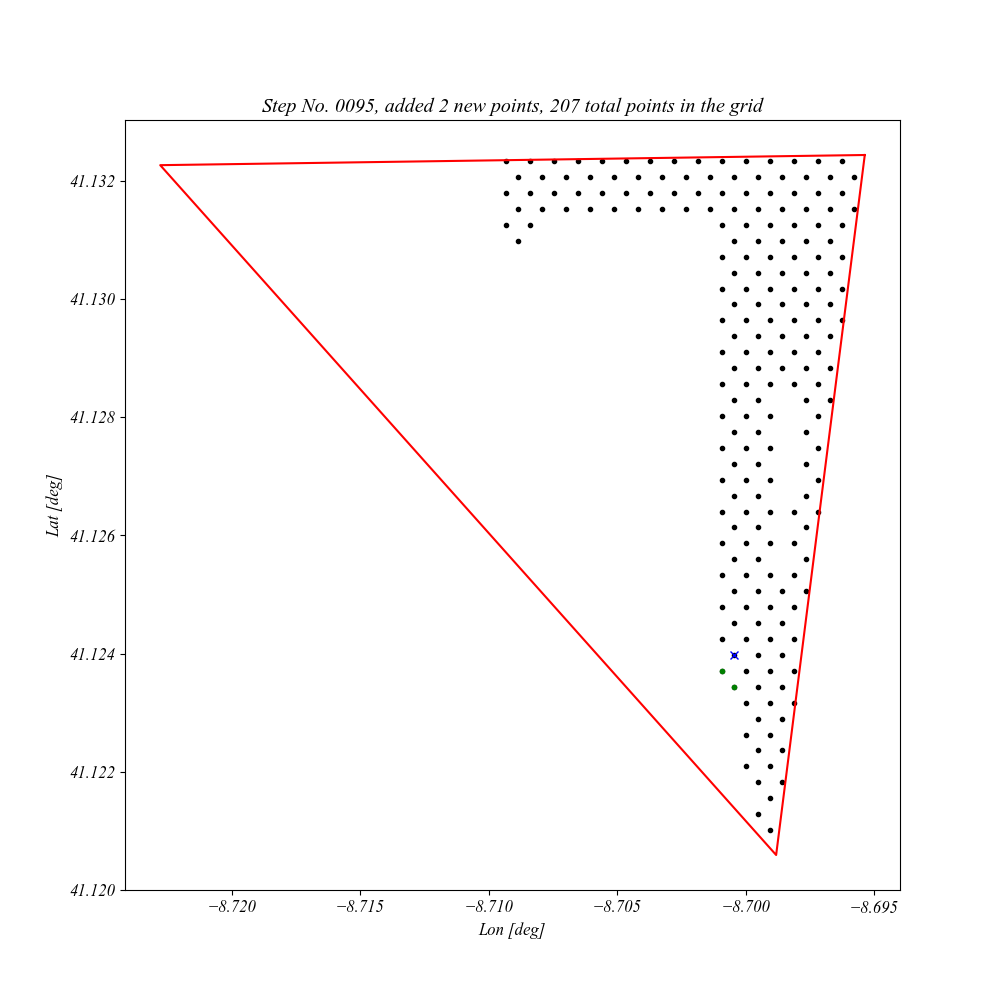 Step No. 0095, added 2 new points, 207 total points in the grid
41.132
41.130
41.128
41.126
41.124
41.122
41.120
Lat [deg]
−8.720 −8.715 −8.710 −8.705 −8.700 −8.695
Lon [deg]